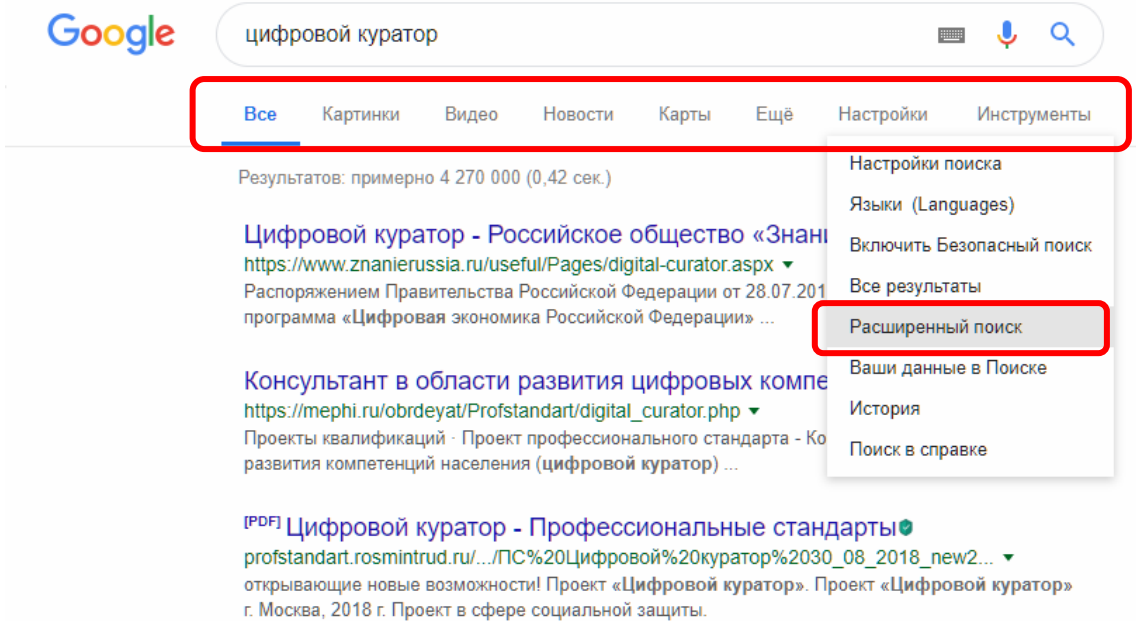 Google
цифровой куратор
Все Картинки Видео Новости Карты Ещё Настройки Инструменты
Результатов: примерно 4 270 000 (0,42 сек.)
Настройки поиска
Языки (Languages)
Включить Безопасный поиск
Все результаты
Расширенный поиск
Ваши данные в Поиске
История
Поиск в справке
Цифровой куратор - Российское общество «Знани
https://www.znanierussia.ru/useful/Pages/digital-curator.aspx
Распоряжением Правительства Российской Федерации от 28.07.201
программа «Цифровая экономика Российской Федерации» ...
Консультант в области развития цифровых компе
https://mephi.ru/obrdeyat/Profstandart/digital_curator.php
Проекты квалификаций · Проект профессионального стандарта - Ко
развития компетенций населения (цифровой куратор) ...
[PDF] Цифровой куратор - Профессиональные стандарты
profstandart.rosmintrud.ru/.../ПС%20Цифровой%20куратор%2030_08_2018_new2...
открывающие новые возможности! Проект «Цифровой куратор». Проект «Цифровой куратор»
г. Москва, 2018 г. Проект в сфере социальной защиты.